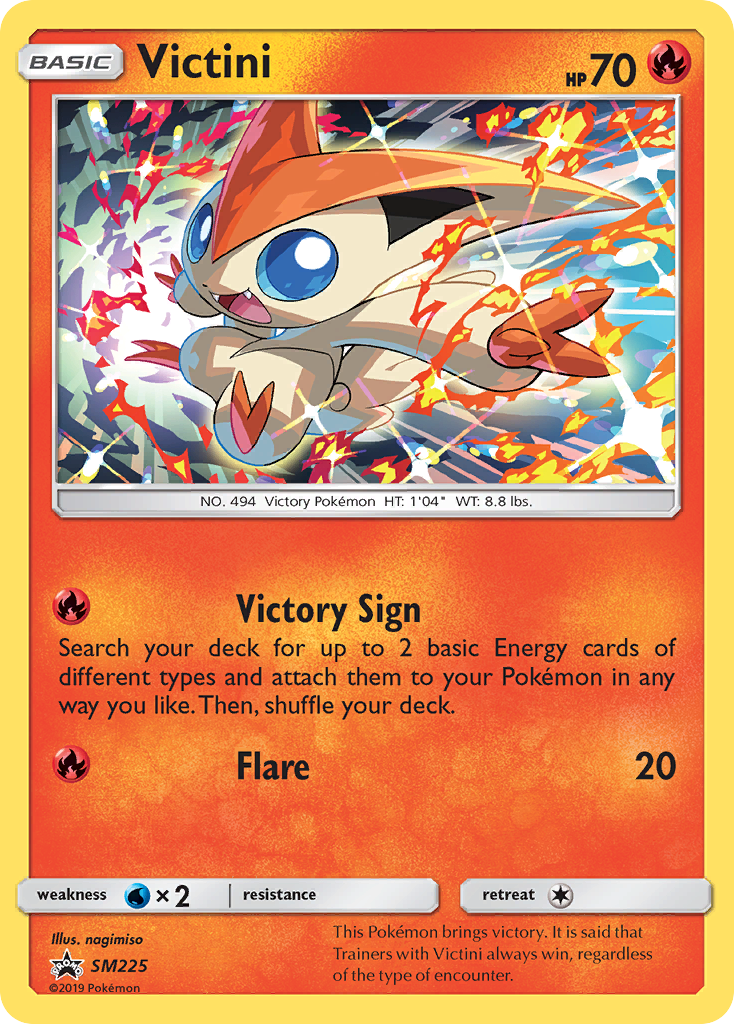 BASIC Victini HP 70
NO. 494 Victory Pokémon HT: 1'04" WT: 8.8 lbs.
Victory Sign
Search your deck for up to 2 basic Energy cards of
different types and attach them to your Pokémon in any
way you like. Then, shuffle your deck.
Flare 20
weakness ×2 resistance retreat
Illus. nagimiso
PROMO SM225
©2019 Pokémon
This Pokémon brings victory. It is said that
Trainers with Victini always win, regardless
of the type of encounter.